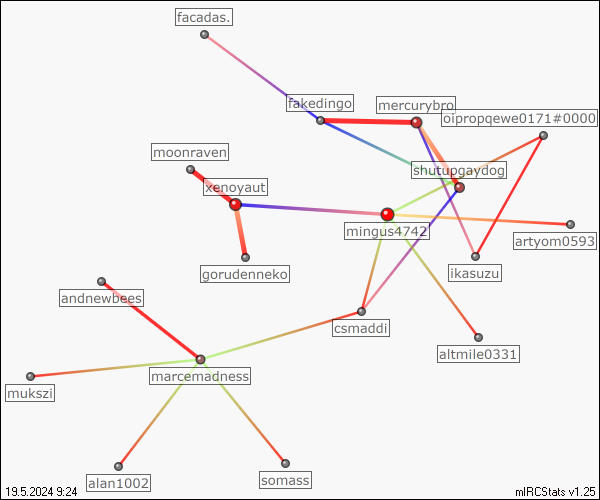 facadas.
fakedingo
mercurybro
oipropqewe0171#0000
moonraven
shutupgaydog
xenoyaut
mingus4742
artyom0593
gorudenneko
ikasuzu
andnewbees
csmaddi
altmile0331
marcemadness
mukszi
alan1002
somass
19.5.2024 9:24
mIRCStats v1.25